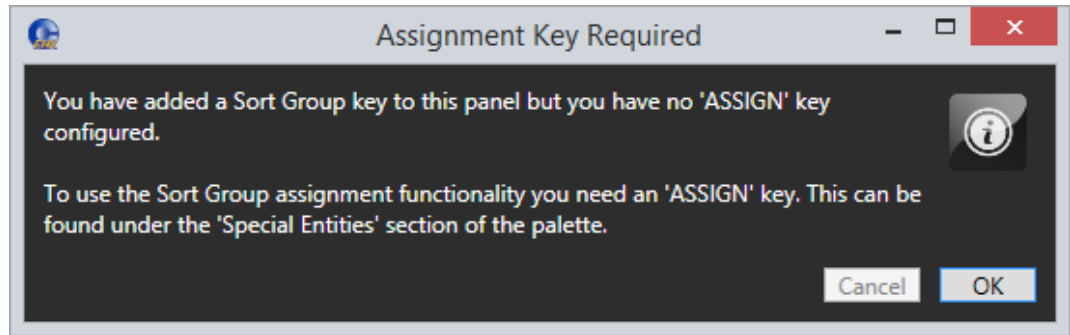 Assignment Key Required
You have added a Sort Group key to this panel but you have no 'ASSIGN' key
configured.
To use the Sort Group assignment functionality you need an 'ASSIGN' key. This can be
found under the 'Special Entities' section of the palette.
Cancel OK